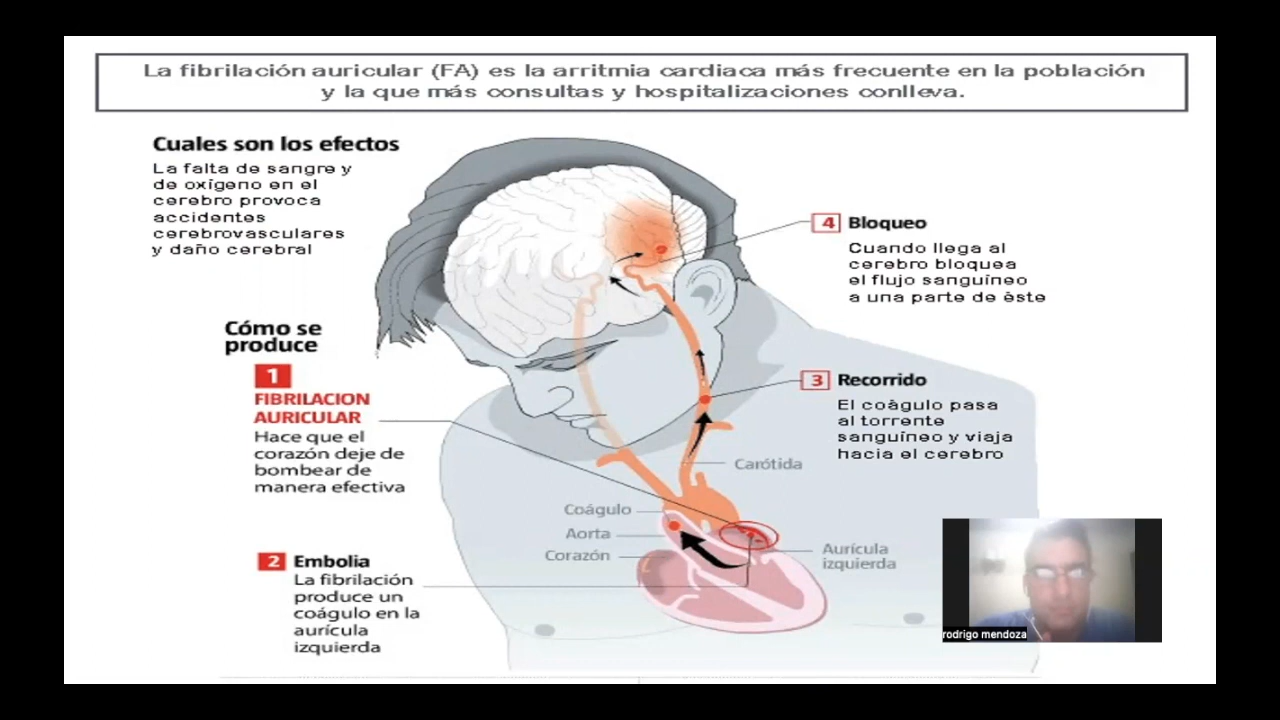 La fibrilación auricular (FA) es la arritmia cardiaca más frecuente en la población
y la que más consultas y hospitalizaciones conlleva.
Cuales son los efectos
La falta de sangre y
de oxígeno en el
cerebro provoca
accidentes
cerebrovasculares
y daño cerebral
Cómo se
produce
1
FIBRILACION
AURICULAR
Hace que el
corazón deje de
bombear de
manera efectiva
2 Embolia
La fibrilación
produce un
coágulo en la
aurícula
izquierda
Coágulo
Aorta
Corazón
4 Bloqueo
Cuando llega al
cerebro bloquea
el flujo sanguíneo
a una parte de éste
3 Recorrido
El coágulo pasa
al torrente
sanguíneo y viaja
hacia el cerebro
Carótida
Aurícula
izquierda
rodrigo mendoza